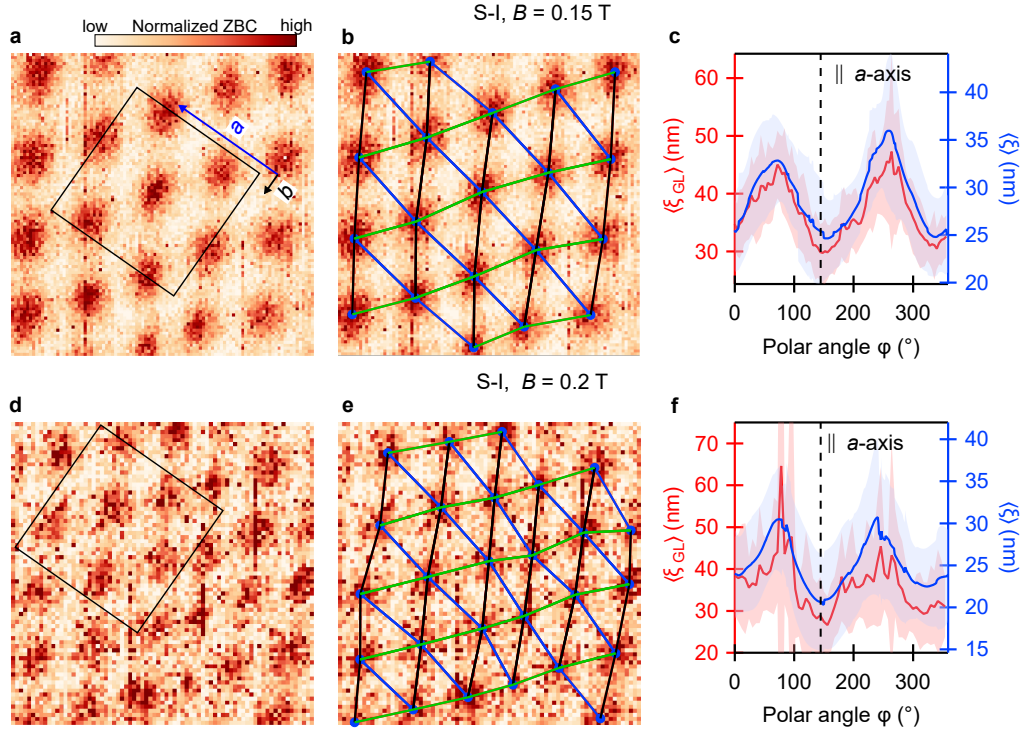 S-I, B = 0.15 T
a
low Normalized ZBC high
a
b
b
c
|| a-axis
60
50
40
30
⟨ξ GL⟩ (nm)
40
35
30
25
20
⟨ξ⟩ (nm)
0 100 200 300
Polar angle φ (°)
S-I, B = 0.2 T
d
e
f
|| a-axis
70
60
50
40
30
20
⟨ξ GL⟩ (nm)
40
35
30
25
20
15
⟨ξ⟩ (nm)
0 100 200 300
Polar angle φ (°)